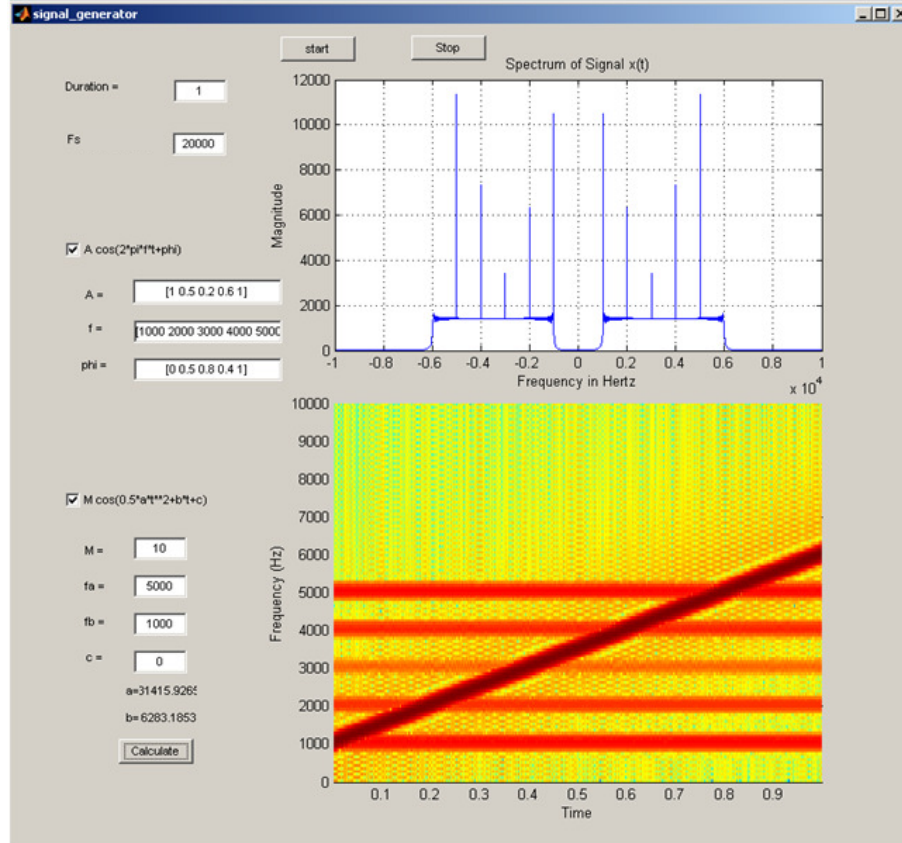 signal_generator
start
Stop
Duration =
1
Fs
20000
A cos(2*pi*f*t+phi)
A =
[1 0.5 0.2 0.6 1]
f =
[1000 2000 3000 4000 5000
phi =
[0 0.5 0.8 0.4 1]
M cos(0.5*a*t**2+b*t+c)
M =
10
fa =
5000
fb =
1000
c =
0
a=31415.9265
b= 6283.1853
Calculate
Spectrum of Signal x(t)
12000
10000
8000
6000
4000
2000
0
Magnitude
-1 -0.8 -0.6 -0.4 -0.2 0 0.2 0.4 0.6 0.8 1
Frequency in Hertz
x 10^4
10000
9000
8000
7000
6000
5000
4000
3000
2000
1000
0
Frequency (Hz)
0.1 0.2 0.3 0.4 0.5 0.6 0.7 0.8 0.9
Time